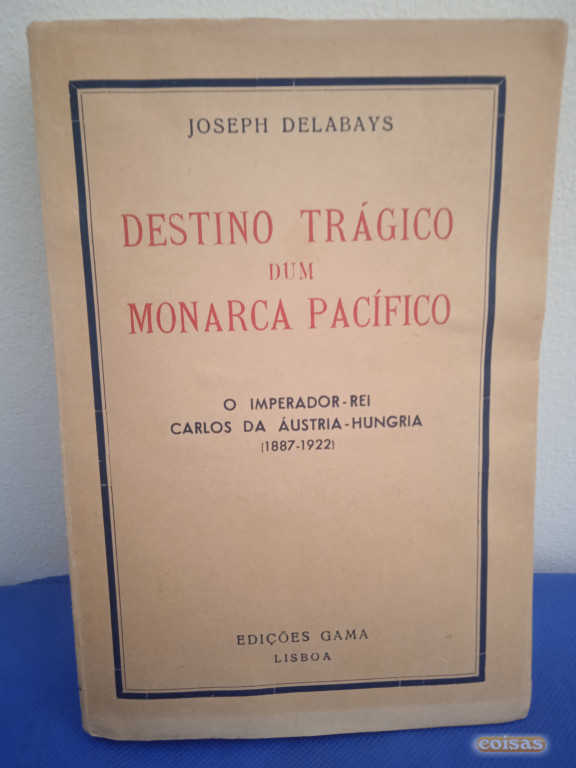 JOSEPH DELABAYS
DESTINO TRÁGICO
DUM
MONARCA PACÍFICO
O IMPERADOR-REI
CARLOS DA ÁUSTRIA-HUNGRIA
(1887-1922)
EDIÇÕES GAMA
LISBOA
coisas